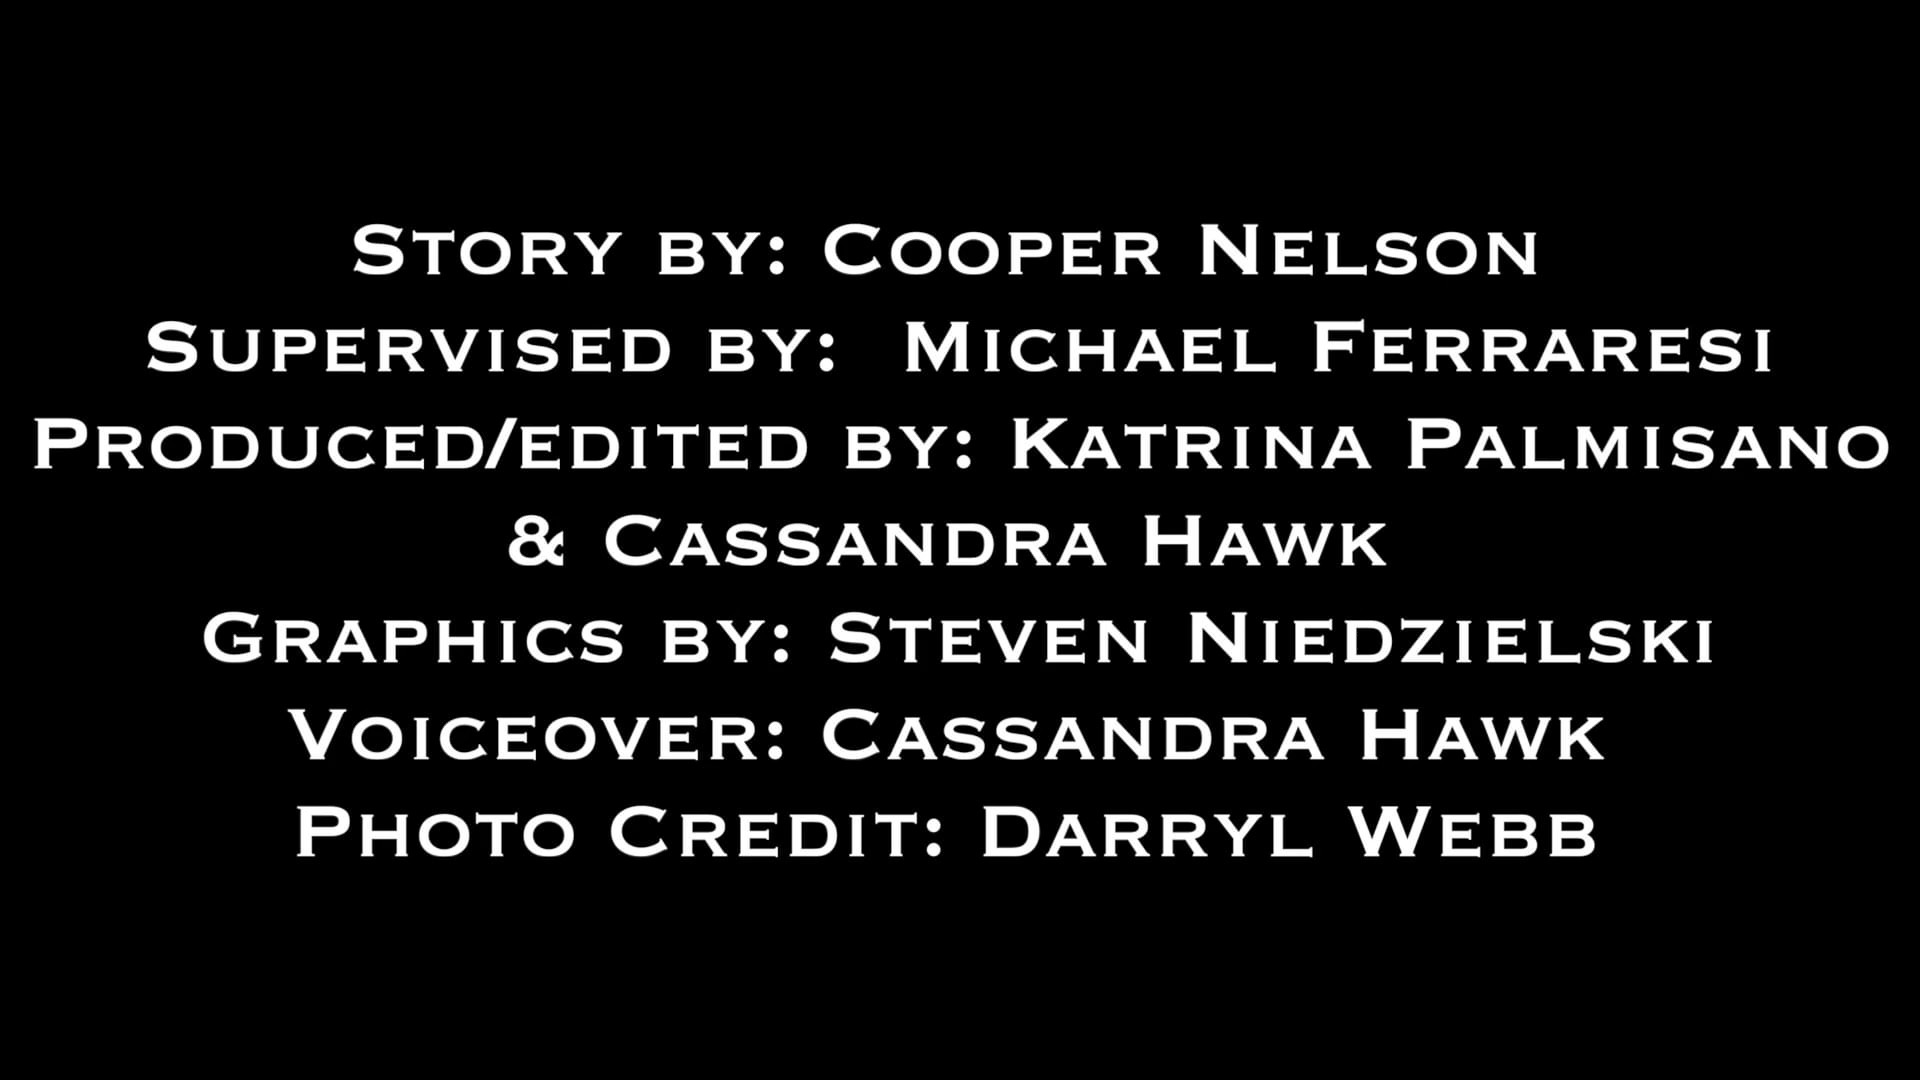 Story by: Cooper Nelson
Supervised by:  Michael Ferraresi
Produced/edited by: Katrina Palmisano
& Cassandra Hawk
Graphics by: Steven Niedzielski
Voiceover: Cassandra Hawk
Photo Credit: Darryl Webb